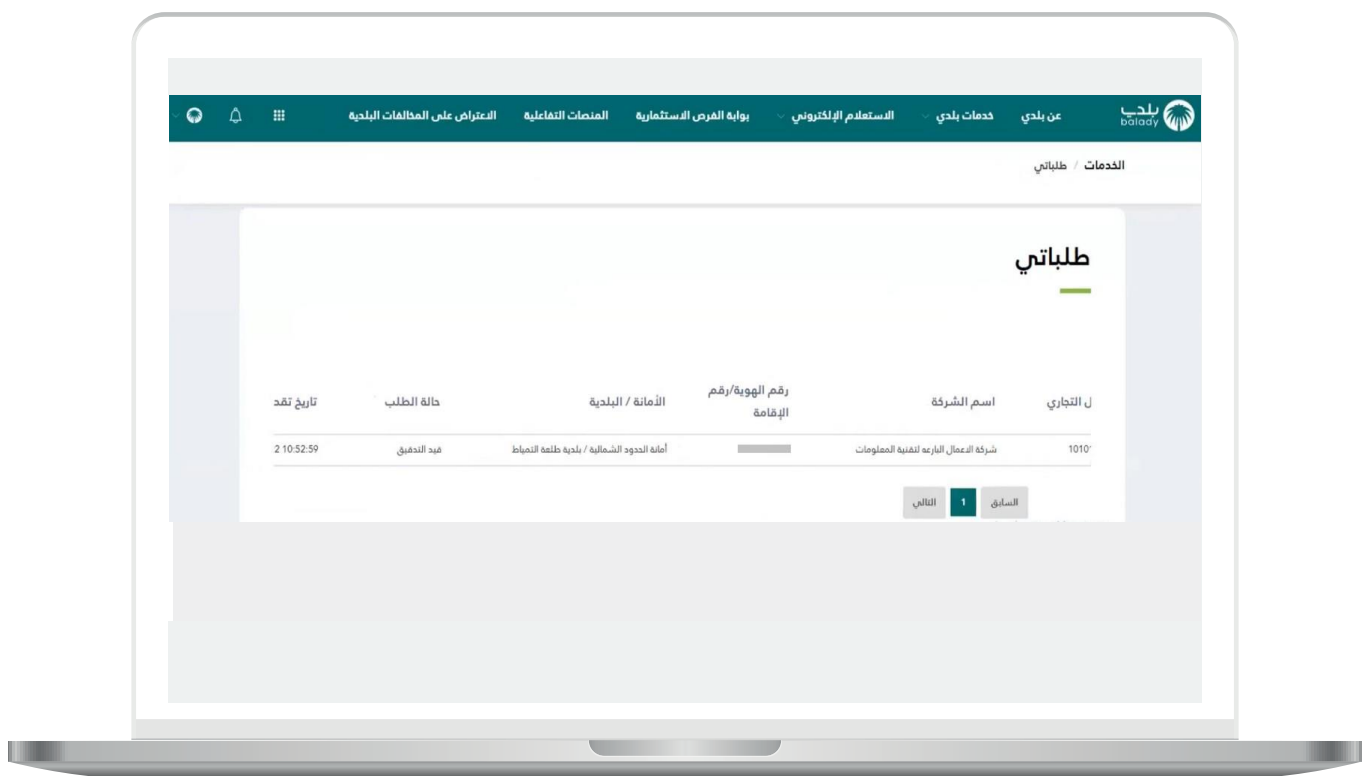 بلدي
balady
عن بلدي
خدمات بلدي
الاستعلام الإلكتروني
بوابة الفرص الاستثمارية
المنصات التفاعلية
الاعتراض على المخالفات البلدية
الخدمات / طلباتي
طلباتي
ل التجاري
اسم الشركة
رقم الهوية/رقم
الإقامة
الأمانة / البلدية
حالة الطلب
تاريخ تقد
1010
شركة الاعمال البارعه لتقنية المعلومات
أمانة الحدود الشمالية / بلدية طلعة التمياط
قيد التدقيق
2 10:52:59
السابق
1
التالي